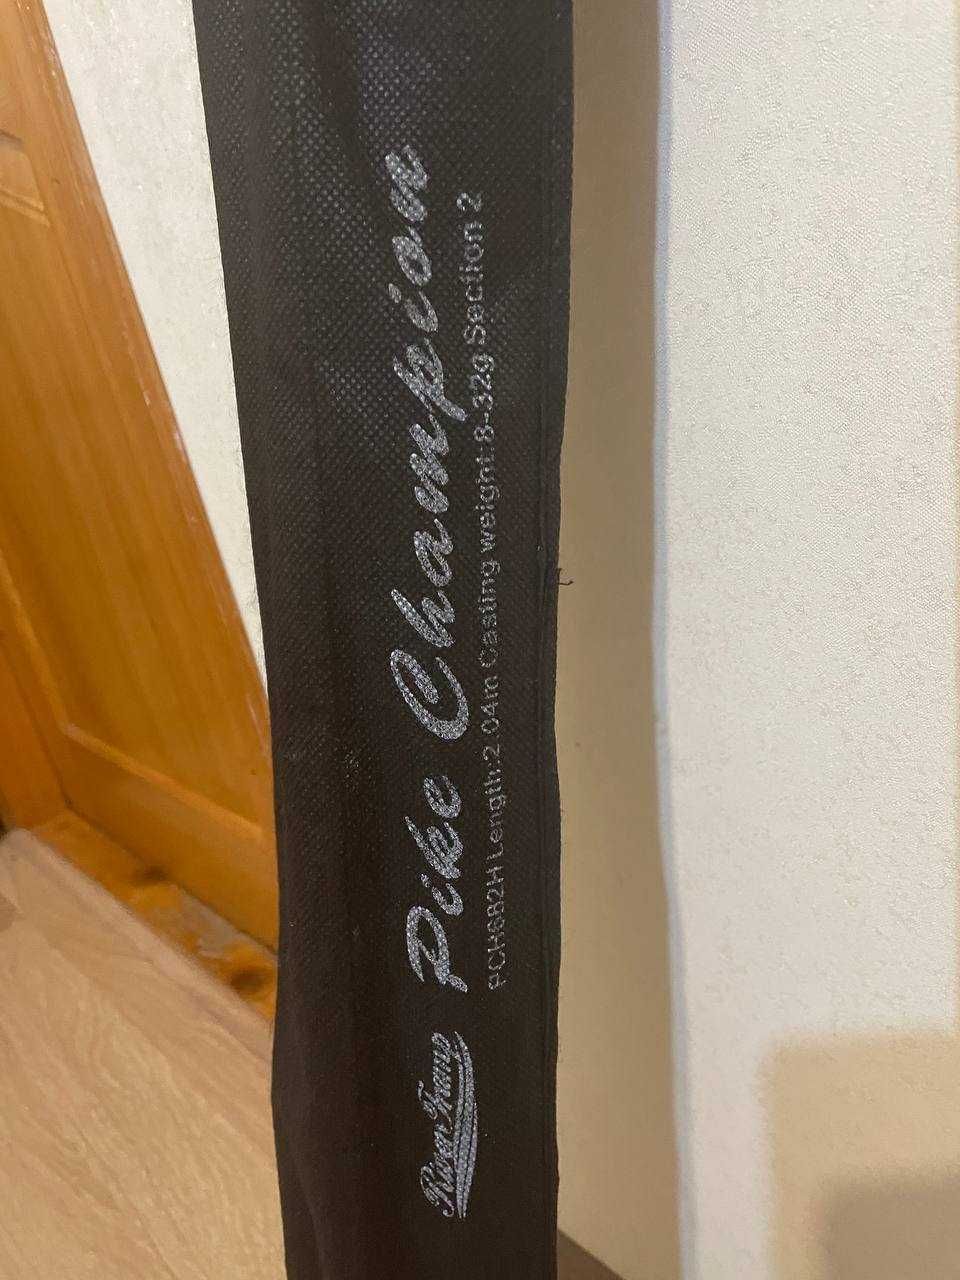 River Tramp
Pike Champion
PCH682H Length:2.04m Casting weight:8-32g Section 2